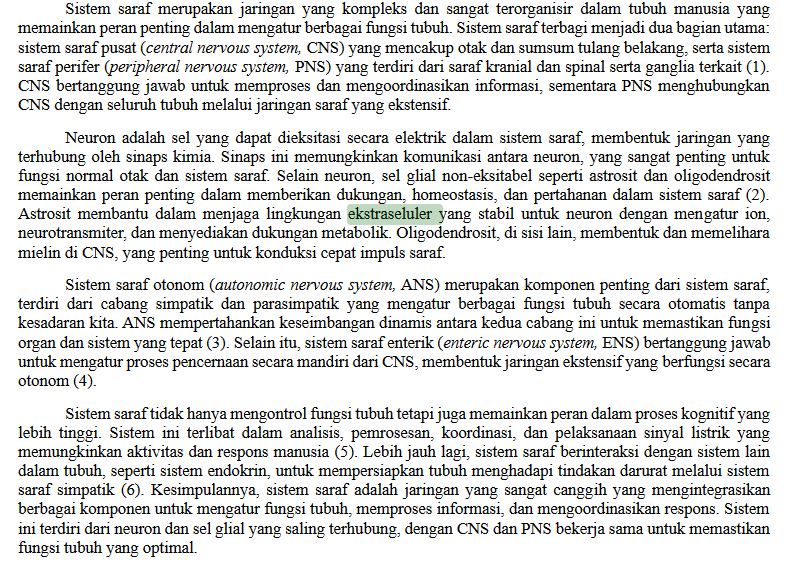 Sistem saraf merupakan jaringan yang kompleks dan sangat terorganisir dalam tubuh manusia yang
memainkan peran penting dalam mengatur berbagai fungsi tubuh. Sistem saraf terbagi menjadi dua bagian utama:
sistem saraf pusat (central nervous system, CNS) yang mencakup otak dan sumsum tulang belakang, serta sistem
saraf perifer (peripheral nervous system, PNS) yang terdiri dari saraf kranial dan spinal serta ganglia terkait (1).
CNS bertanggung jawab untuk memproses dan mengoordinasikan informasi, sementara PNS menghubungkan
CNS dengan seluruh tubuh melalui jaringan saraf yang ekstensif.
Neuron adalah sel yang dapat dieksitasi secara elektrik dalam sistem saraf, membentuk jaringan yang
terhubung oleh sinaps kimia. Sinaps ini memungkinkan komunikasi antara neuron, yang sangat penting untuk
fungsi normal otak dan sistem saraf. Selain neuron, sel glial non-eksitabel seperti astrosit dan oligodendrosit
memainkan peran penting dalam memberikan dukungan, homeostasis, dan pertahanan dalam sistem saraf (2).
Astrosit membantu dalam menjaga lingkungan ekstraseluler yang stabil untuk neuron dengan mengatur ion,
neurotransmiter, dan menyediakan dukungan metabolik. Oligodendrosit, di sisi lain, membentuk dan memelihara
mielin di CNS, yang penting untuk konduksi cepat impuls saraf.
Sistem saraf otonom (autonomic nervous system, ANS) merupakan komponen penting dari sistem saraf,
terdiri dari cabang simpatik dan parasimpatik yang mengatur berbagai fungsi tubuh secara otomatis tanpa
kesadaran kita. ANS mempertahankan keseimbangan dinamis antara kedua cabang ini untuk memastikan fungsi
organ dan sistem yang tepat (3). Selain itu, sistem saraf enterik (enteric nervous system, ENS) bertanggung jawab
untuk mengatur proses pencernaan secara mandiri dari CNS, membentuk jaringan ekstensif yang berfungsi secara
otonom (4).
Sistem saraf tidak hanya mengontrol fungsi tubuh tetapi juga memainkan peran dalam proses kognitif yang
lebih tinggi. Sistem ini terlibat dalam analisis, pemrosesan, koordinasi, dan pelaksanaan sinyal listrik yang
memungkinkan aktivitas dan respons manusia (5). Lebih jauh lagi, sistem saraf berinteraksi dengan sistem lain
dalam tubuh, seperti sistem endokrin, untuk mempersiapkan tubuh menghadapi tindakan darurat melalui sistem
saraf simpatik (6). Kesimpulannya, sistem saraf adalah jaringan yang sangat canggih yang mengintegrasikan
berbagai komponen untuk mengatur fungsi tubuh, memproses informasi, dan mengoordinasikan respons. Sistem
ini terdiri dari neuron dan sel glial yang saling terhubung, dengan CNS dan PNS bekerja sama untuk memastikan
fungsi tubuh yang optimal.